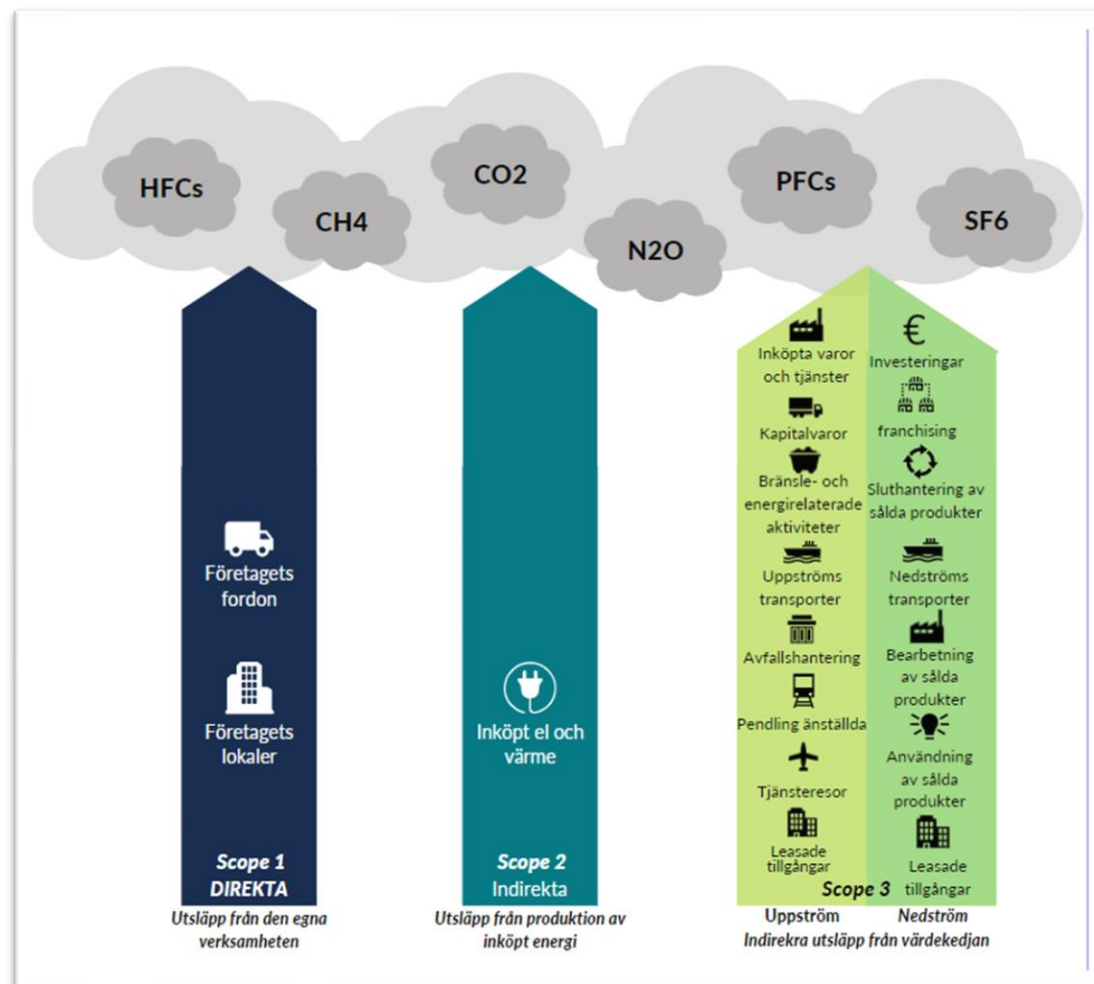 HFCs
CH4
CO2
N2O
PFCs
SF6
Företagets
fordon
Företagets
lokaler
Scope 1
DIREKTA
Utsläpp från den egna
verksamheten
Inköpt el och
värme
Scope 2
Indirekta
Utsläpp från produktion av
inköpt energi
Inköpta varor
och tjänster
Kapitalvaror
Bränsle- och
energirelaterade
aktiviteter
Uppströms
transporter
Avfallshantering
Pendling änställda
Tjänsteresor
Leasade
tillgångar
€
Investeringar
franchising
Sluthantering av
sålda produkter
Nedströms
transporter
Bearbetning
av sålda
produkter
Användning
av sålda
produkter
Leasade
tillgångar
Scope 3
Uppström
Nedström
Indirekra utsläpp från värdekedjan